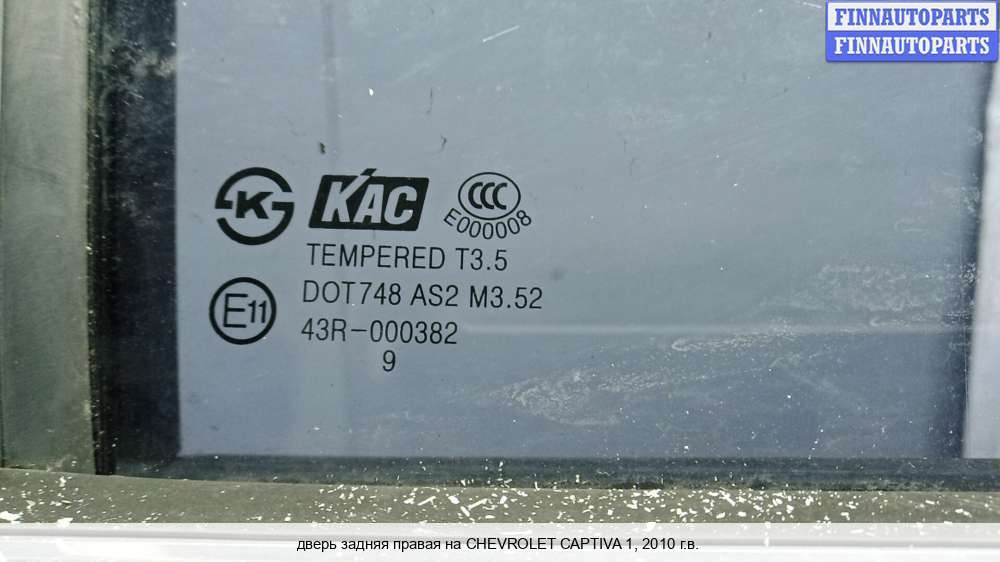 FINNAUTOPARTS
FINNAUTOPARTS
K KAC CCC
E000008
TEMPERED T3.5
E11 DOT748 AS2 M3.52
43R-000382
9
дверь задняя правая на CHEVROLET CAPTIVA 1, 2010 г.в.